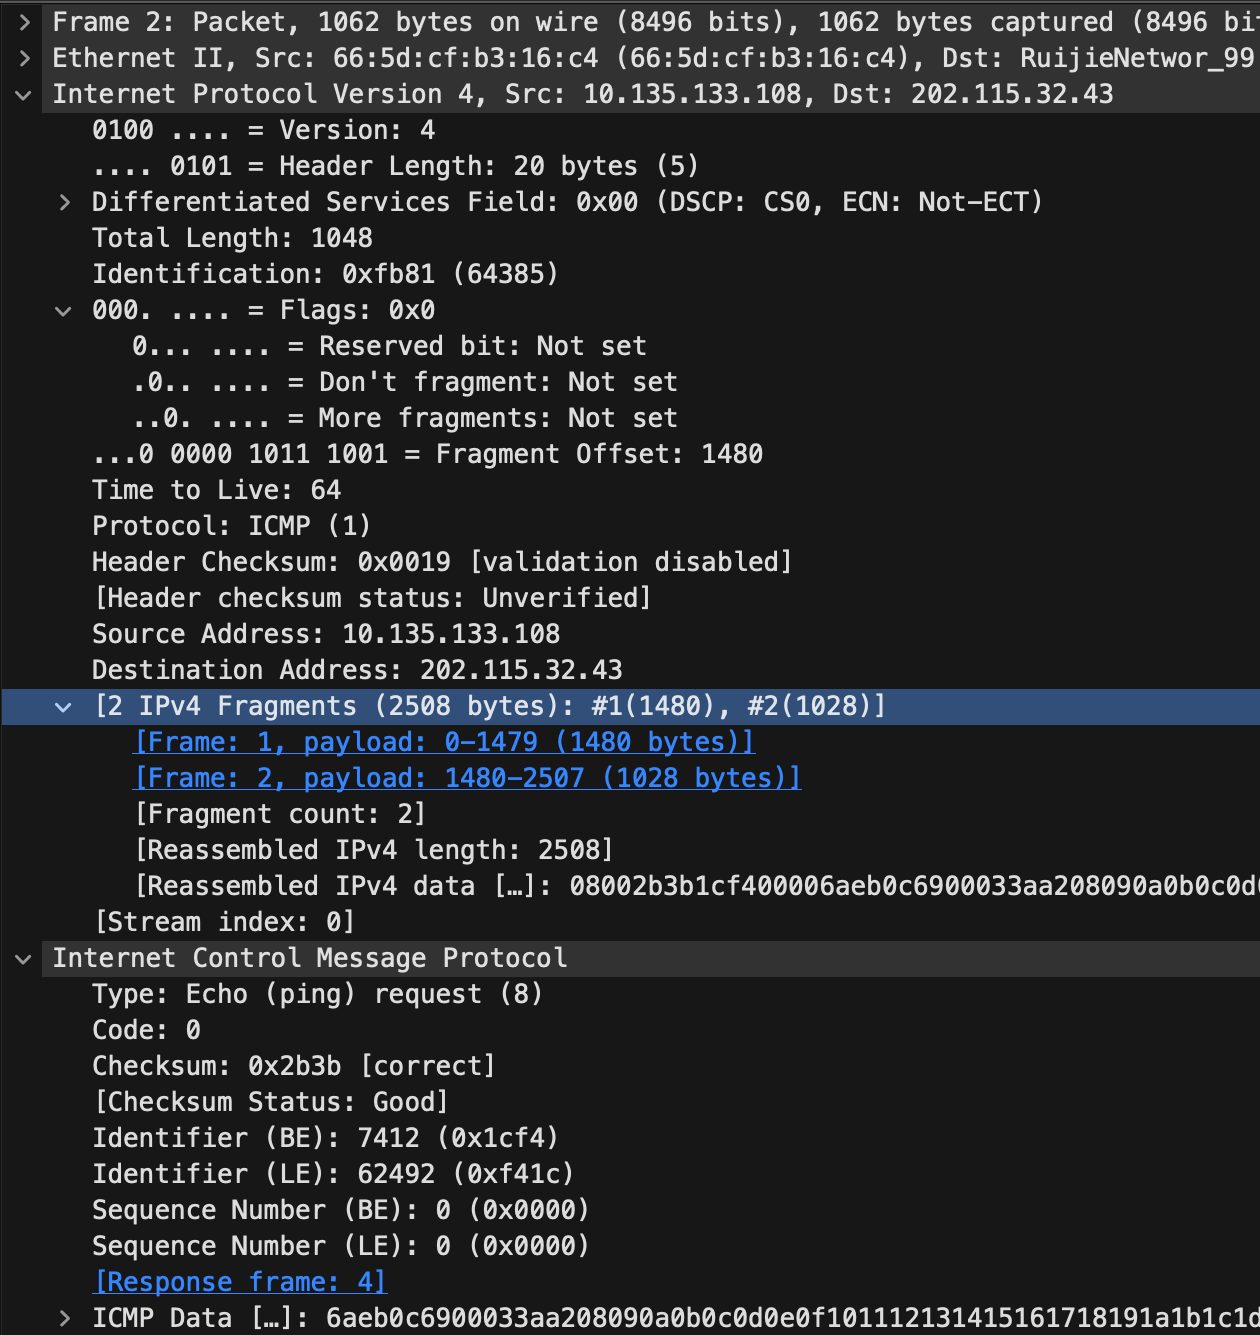 Frame 2: Packet, 1062 bytes on wire (8496 bits), 1062 bytes captured (8496 bi
Ethernet II, Src: 66:5d:cf:b3:16:c4 (66:5d:cf:b3:16:c4), Dst: RuijieNetwor_99
Internet Protocol Version 4, Src: 10.135.133.108, Dst: 202.115.32.43
0100 .... = Version: 4
.... 0101 = Header Length: 20 bytes (5)
Differentiated Services Field: 0x00 (DSCP: CS0, ECN: Not-ECT)
Total Length: 1048
Identification: 0xfb81 (64385)
000. .... = Flags: 0x0
0... .... = Reserved bit: Not set
.0.. .... = Don't fragment: Not set
..0. .... = More fragments: Not set
...0 0000 1011 1001 = Fragment Offset: 1480
Time to Live: 64
Protocol: ICMP (1)
Header Checksum: 0x0019 [validation disabled]
[Header checksum status: Unverified]
Source Address: 10.135.133.108
Destination Address: 202.115.32.43
[2 IPv4 Fragments (2508 bytes): #1(1480), #2(1028)]
[Frame: 1, payload: 0-1479 (1480 bytes)]
[Frame: 2, payload: 1480-2507 (1028 bytes)]
[Fragment count: 2]
[Reassembled IPv4 length: 2508]
[Reassembled IPv4 data […]: 08002b3b1cf400006aeb0c6900033aa208090a0b0c0d0
[Stream index: 0]
Internet Control Message Protocol
Type: Echo (ping) request (8)
Code: 0
Checksum: 0x2b3b [correct]
[Checksum Status: Good]
Identifier (BE): 7412 (0x1cf4)
Identifier (LE): 62492 (0xf41c)
Sequence Number (BE): 0 (0x0000)
Sequence Number (LE): 0 (0x0000)
[Response frame: 4]
ICMP Data […]: 6aeb0c6900033aa208090a0b0c0d0e0f101112131415161718191a1b1c1d